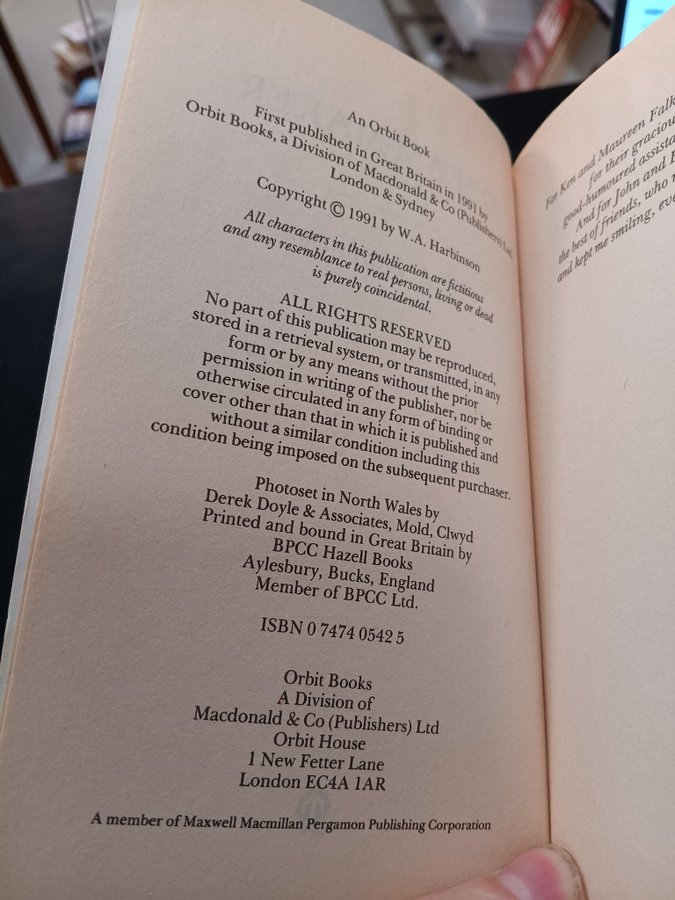 An Orbit Book
First published in Great Britain in 1991 by
Orbit Books, a Division of Macdonald & Co (Publishers) Ltd
London & Sydney
Copyright © 1991 by W.A. Harbinson
All characters in this publication are fictitious
and any resemblance to real persons, living or dead
is purely coincidental.
ALL RIGHTS RESERVED
No part of this publication may be reproduced,
stored in a retrieval system, or transmitted, in any
form or by any means without the prior
permission in writing of the publisher, nor be
otherwise circulated in any form of binding or
cover other than that in which it is published and
without a similar condition including this
condition being imposed on the subsequent purchaser.
Photoset in North Wales by
Derek Doyle & Associates, Mold, Clwyd
Printed and bound in Great Britain by
BPCC Hazell Books
Aylesbury, Bucks, England
Member of BPCC Ltd.
ISBN 0 7474 0542 5
Orbit Books
A Division of
Macdonald & Co (Publishers) Ltd
Orbit House
1 New Fetter Lane
London EC4A 1AR
A member of Maxwell Macmillan Pergamon Publishing Corporation
For Ken and Maureen
for their
good-humoured
And for John and
the best of friends, who
and kept me smiling,